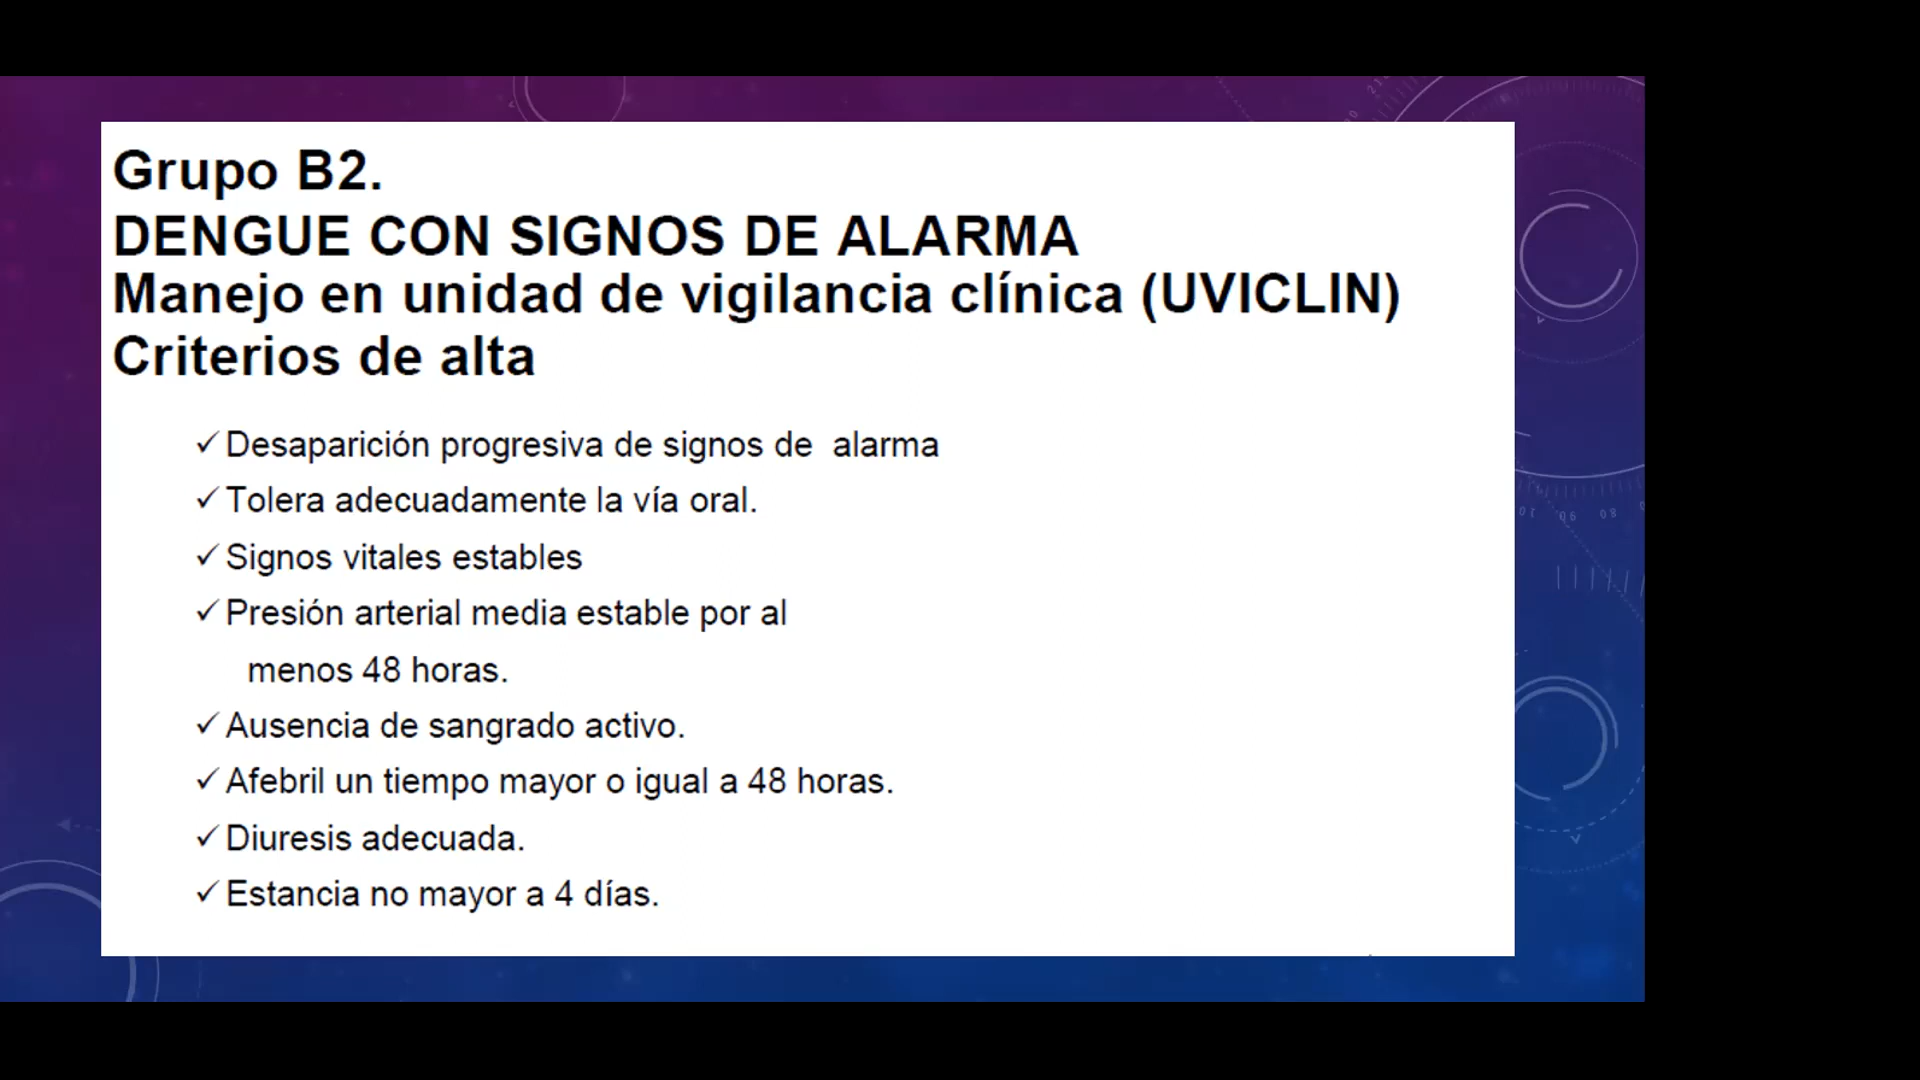 Grupo B2.
DENGUE CON SIGNOS DE ALARMA
Manejo en unidad de vigilancia clínica (UVICLIN)
Criterios de alta
✓ Desaparición progresiva de signos de alarma
✓ Tolera adecuadamente la vía oral.
✓ Signos vitales estables
✓ Presión arterial media estable por al
menos 48 horas.
✓ Ausencia de sangrado activo.
✓ Afebril un tiempo mayor o igual a 48 horas.
✓ Diuresis adecuada.
✓ Estancia no mayor a 4 días.